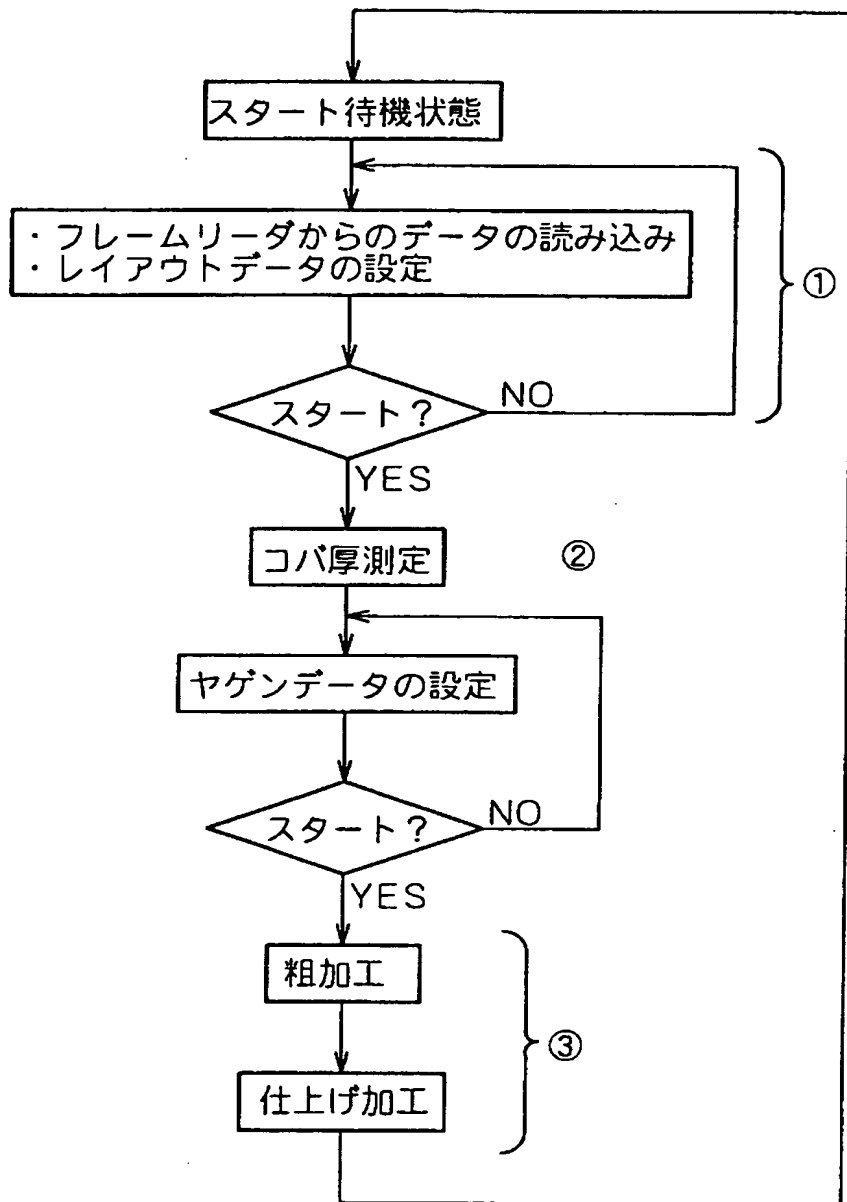 スタート待機状態
・フレームリーダからのデータの読み込み
・レイアウトデータの設定
①
スタート？
NO
YES
コバ厚測定
②
ヤゲンデータの設定
スタート？
NO
YES
粗加工
③
仕上げ加工